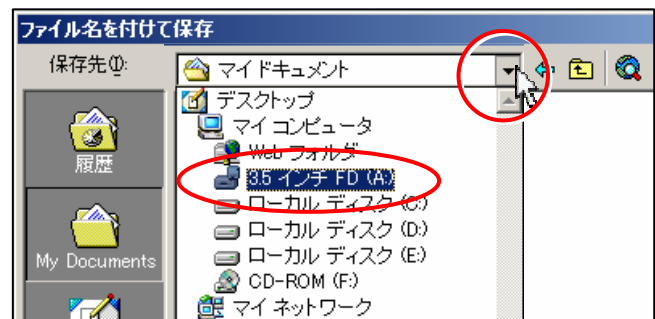 ファイル名を付けて保存
保存先(I):
マイドキュメント
デスクトップ
マイ コンピュータ
Web フォルダ
3.5 インチ FD (A:)
ローカル ディスク (C:)
ローカル ディスク (D:)
ローカル ディスク (E:)
CD-ROM (F:)
マイ ネットワーク
履歴
My Documents